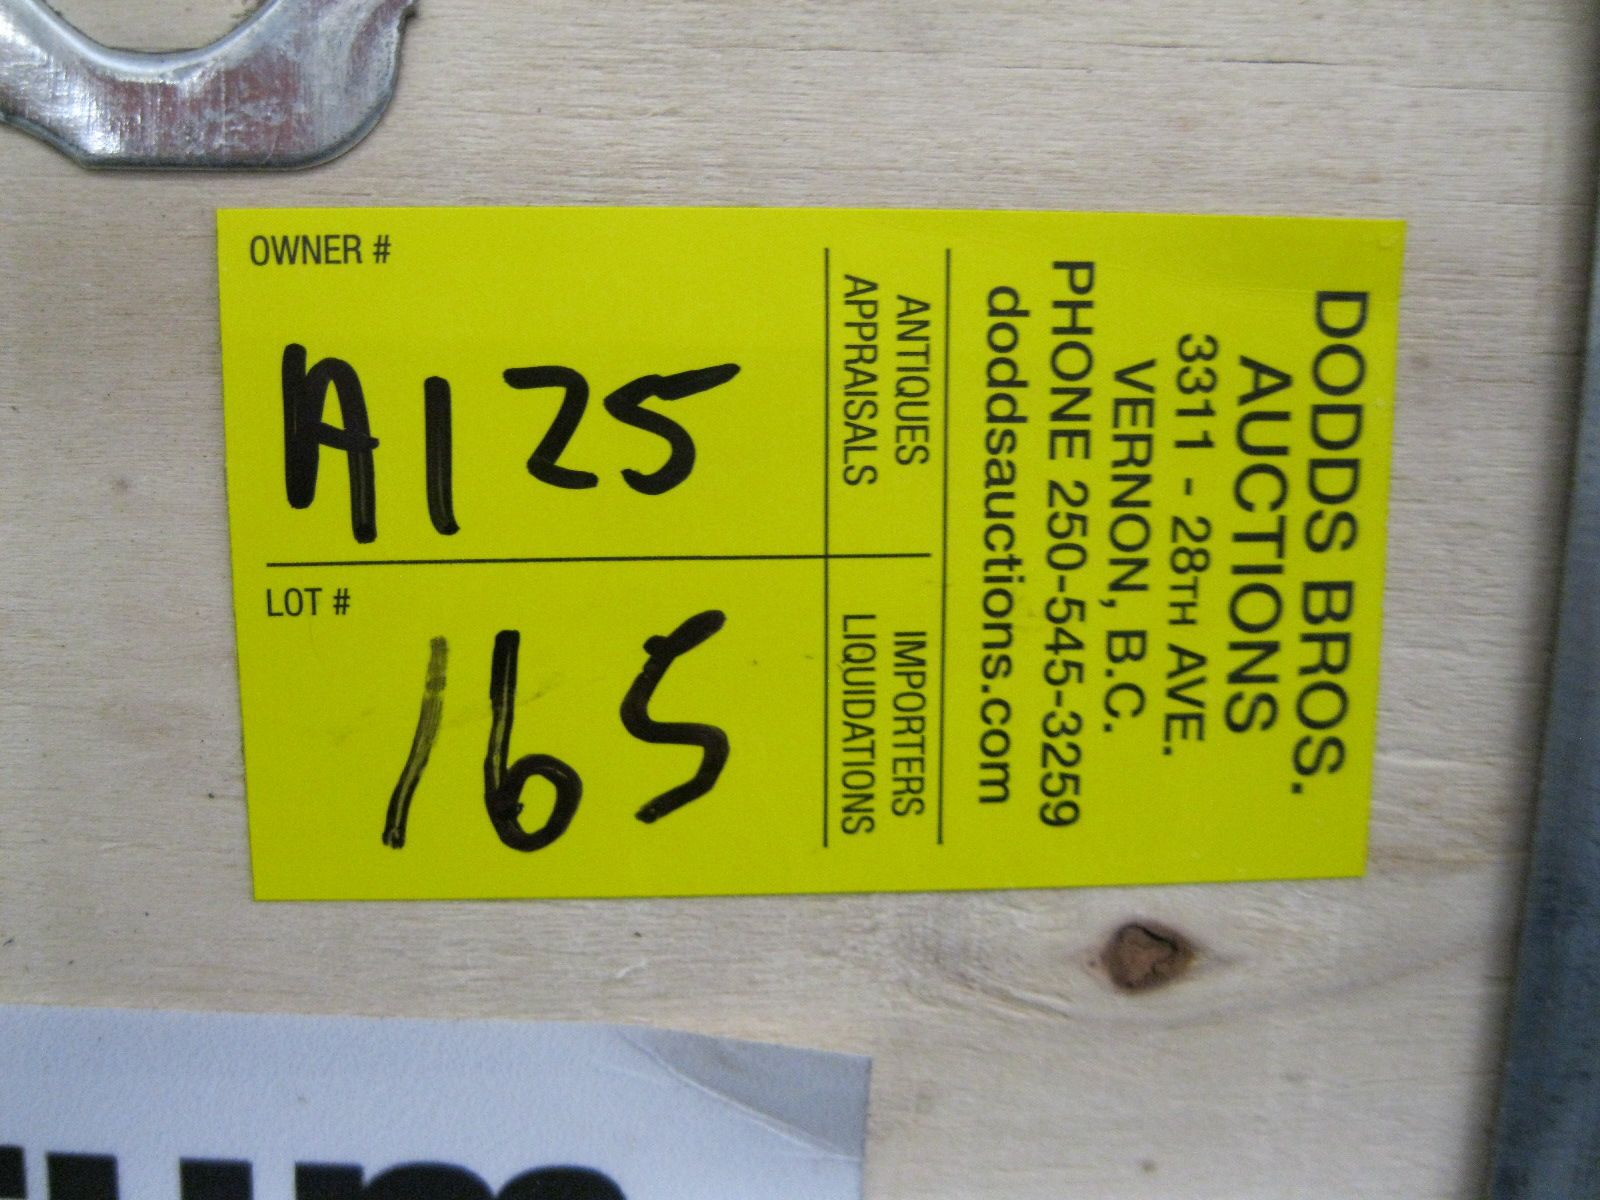 OWNER #
A125
LOT #
165
ANTIQUES
APPRAISALS
IMPORTERS
LIQUIDATIONS
DODDS BROS.
AUCTIONS
3311 - 28TH AVE.
VERNON, B.C.
PHONE 250-545-3259
doddsauctions.com